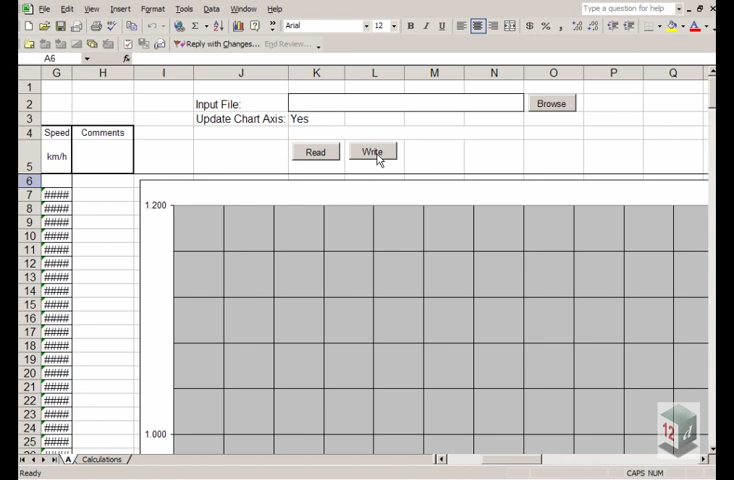 File Edit View Insert Format Tools Data Window Help Type a question for help
Arial 12 B I U $ % ,
Reply with Changes... End Review...
A6 fx
G H I J K L M N O P Q
1
2 Input File: Browse
3 Update Chart Axis: Yes
4 Speed Comments
5 km/h Read Write
6
7 ####
8 ####
9 ####
10 ####
11 ####
12 ####
13 ####
14 ####
15 ####
16 ####
17 ####
18 ####
19 ####
20 ####
21 ####
22 ####
23 ####
24 ####
25 ####
1.200
1.000
12 d
A Calculations
Ready CAPS NUM